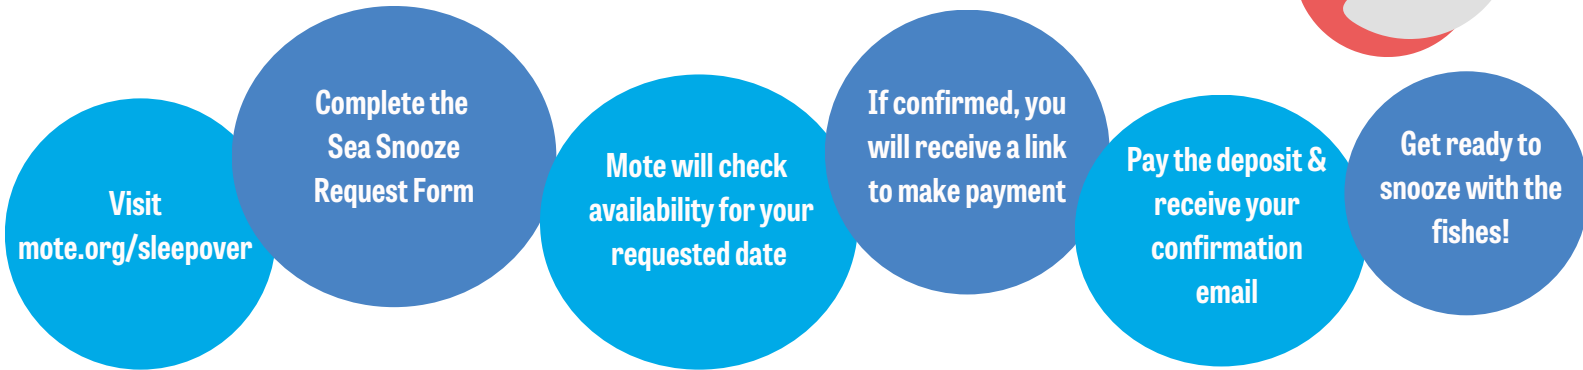 Visit
mote.org/sleepover
Complete the
Sea Snooze
Request Form
Mote will check
availability for your
requested date
If confirmed, you
will receive a link
to make payment
Pay the deposit &
receive your
confirmation
email
Get ready to
snooze with the
fishes!